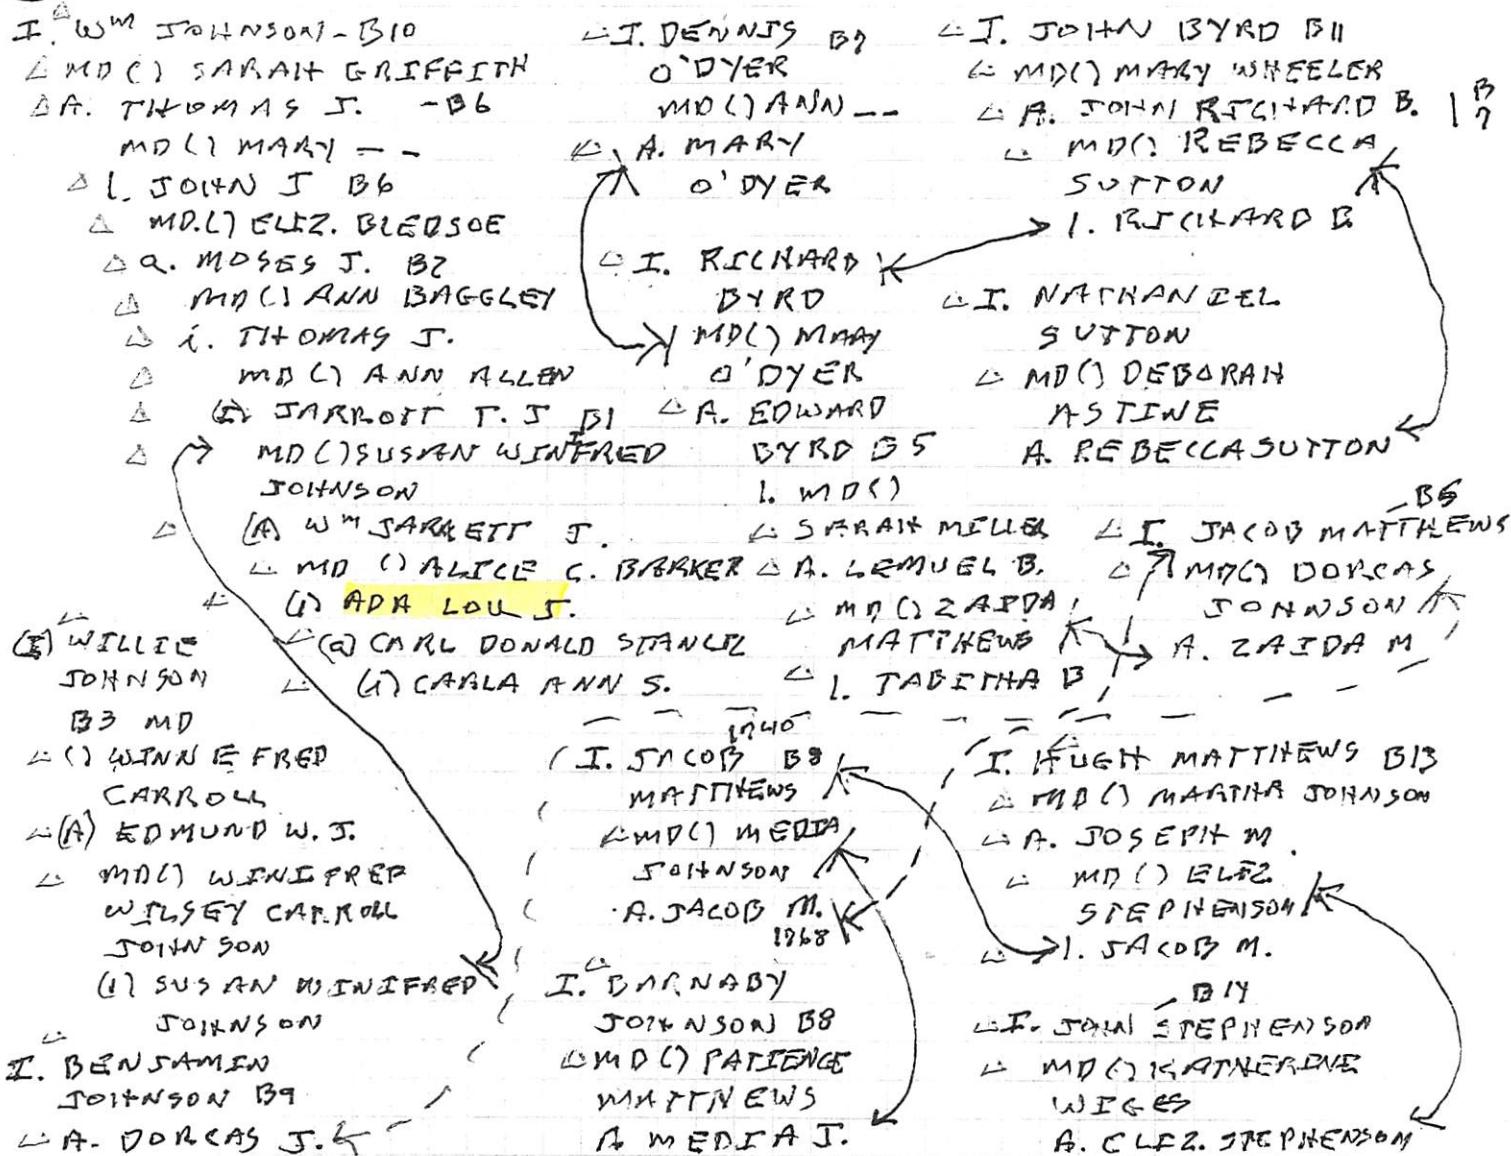 I. Wm JOHNSON - B10
MD () SARAH GRIFFITH
A. THOMAS J. - B6
MD () MARY - -
1. JOHN J B6
MD. () ELIZ. BLEDSOE
a. MOSES J. B2
MD () ANN BAGGLEY
i. THOMAS J.
MD () ANN ALLEN
(I) JARROTT T. J B1
MD () SUSAN WINIFRED
JOHNSON
(A) Wm JARRETT J.
MD () ALICE C. BARKER
(1) ADA LOU J.
(a) CARL DONALD STANCIL
(i) CARLA ANN S.
(I) WILLIE
JOHNSON
B3 MD
() WINNEFRED
CARROLL
(A) EDMUND W. J.
MD () WINIFRED
WILSEY CARROLL
JOHNSON
(1) SUSAN WINIFRED
JOHNSON
I. BENJAMIN
JOHNSON B9
A. DORCAS J.
I. DENNIS B7
O'DYER
MD () ANN --
A. MARY
O'DYER
I. RICHARD
BYRD
MD () MARY
O'DYER
A. EDWARD
BYRD B5
1. MD ()
SARAH MILLER
A. LEMUEL B.
MD () ZAIDA
MATTHEWS
1. TABITHA B
1740
I. JACOB B8
MATTHEWS
MD () MEDIA
JOHNSON
A. JACOB M.
1768
I. BARNABY
JOHNSON B8
MD () PATIENCE
MATTHEWS
A MEDIA J.
I. JOHN BYRD B11
MD () MARY WHEELER
A. JOHN RICHARD B. 1 B7
MD () REBECCA
SUTTON
1. RICHARD B
I. NATHANIEL
SUTTON
MD () DEBORAH
ASTINE
A. REBECCA SUTTON
B5
I. JACOB MATTHEWS
MD () DORCAS
JOHNSON
A. ZAIDA M
I. HUGH MATTHEWS B13
MD () MARTHA JOHNSON
A. JOSEPH M.
MD () ELIZ
STEPHENSON
1. JACOB M.
B14
I. JOHN STEPHENSON
MD () KATHERINE
WIGES
A. ELIZ. STEPHENSON